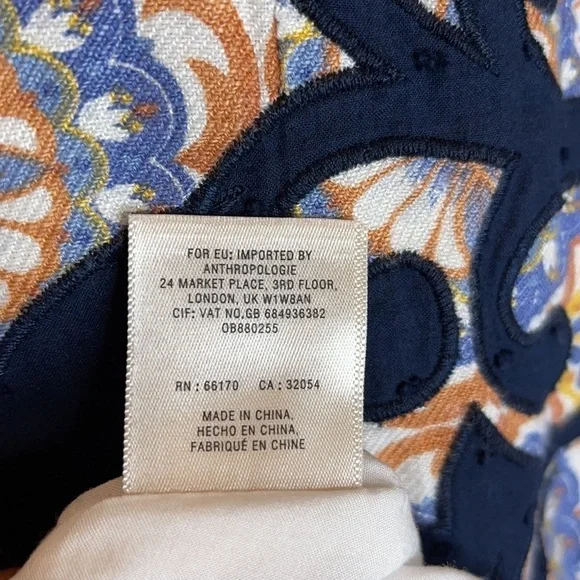 FOR EU: IMPORTED BY
ANTHROPOLOGIE
24 MARKET PLACE, 3RD FLOOR,
LONDON, UK W1W8AN
CIF: VAT NO.GB 684936382
OB880255
RN : 66170 CA : 32054
MADE IN CHINA,
HECHO EN CHINA,
FABRIQUÉ EN CHINE